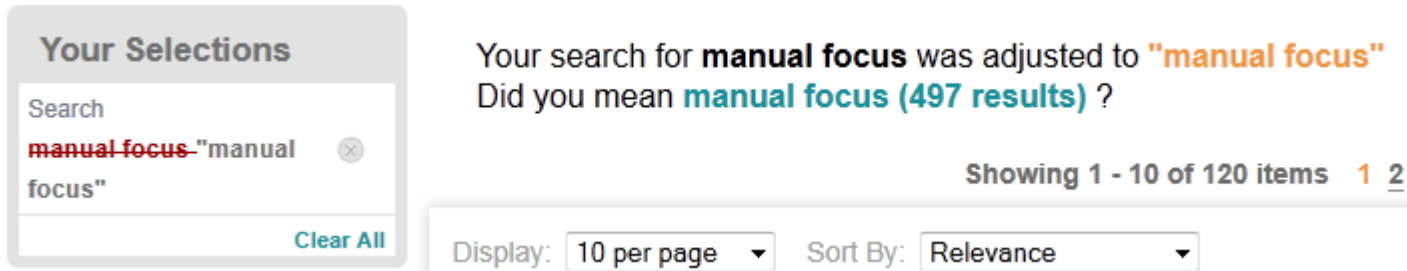 Your Selections
Search
manual focus "manual
focus"
Clear All
Your search for manual focus was adjusted to "manual focus"
Did you mean manual focus (497 results) ?
Showing 1 - 10 of 120 items 1 2
Display: 10 per page Sort By: Relevance